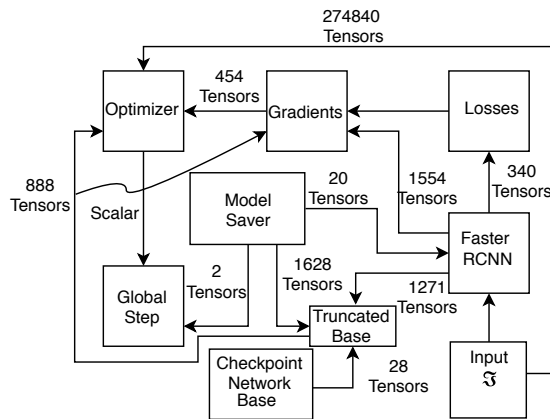 274840
Tensors
454
Tensors
Optimizer
Gradients
Losses
888
Tensors
20
Tensors
1554
Tensors
340
Tensors
Scalar
Model
Saver
Faster
RCNN
2
Tensors
1628
Tensors
1271
Tensors
Global
Step
Truncated
Base
Checkpoint
Network
Base
28
Tensors
Input
ℑ